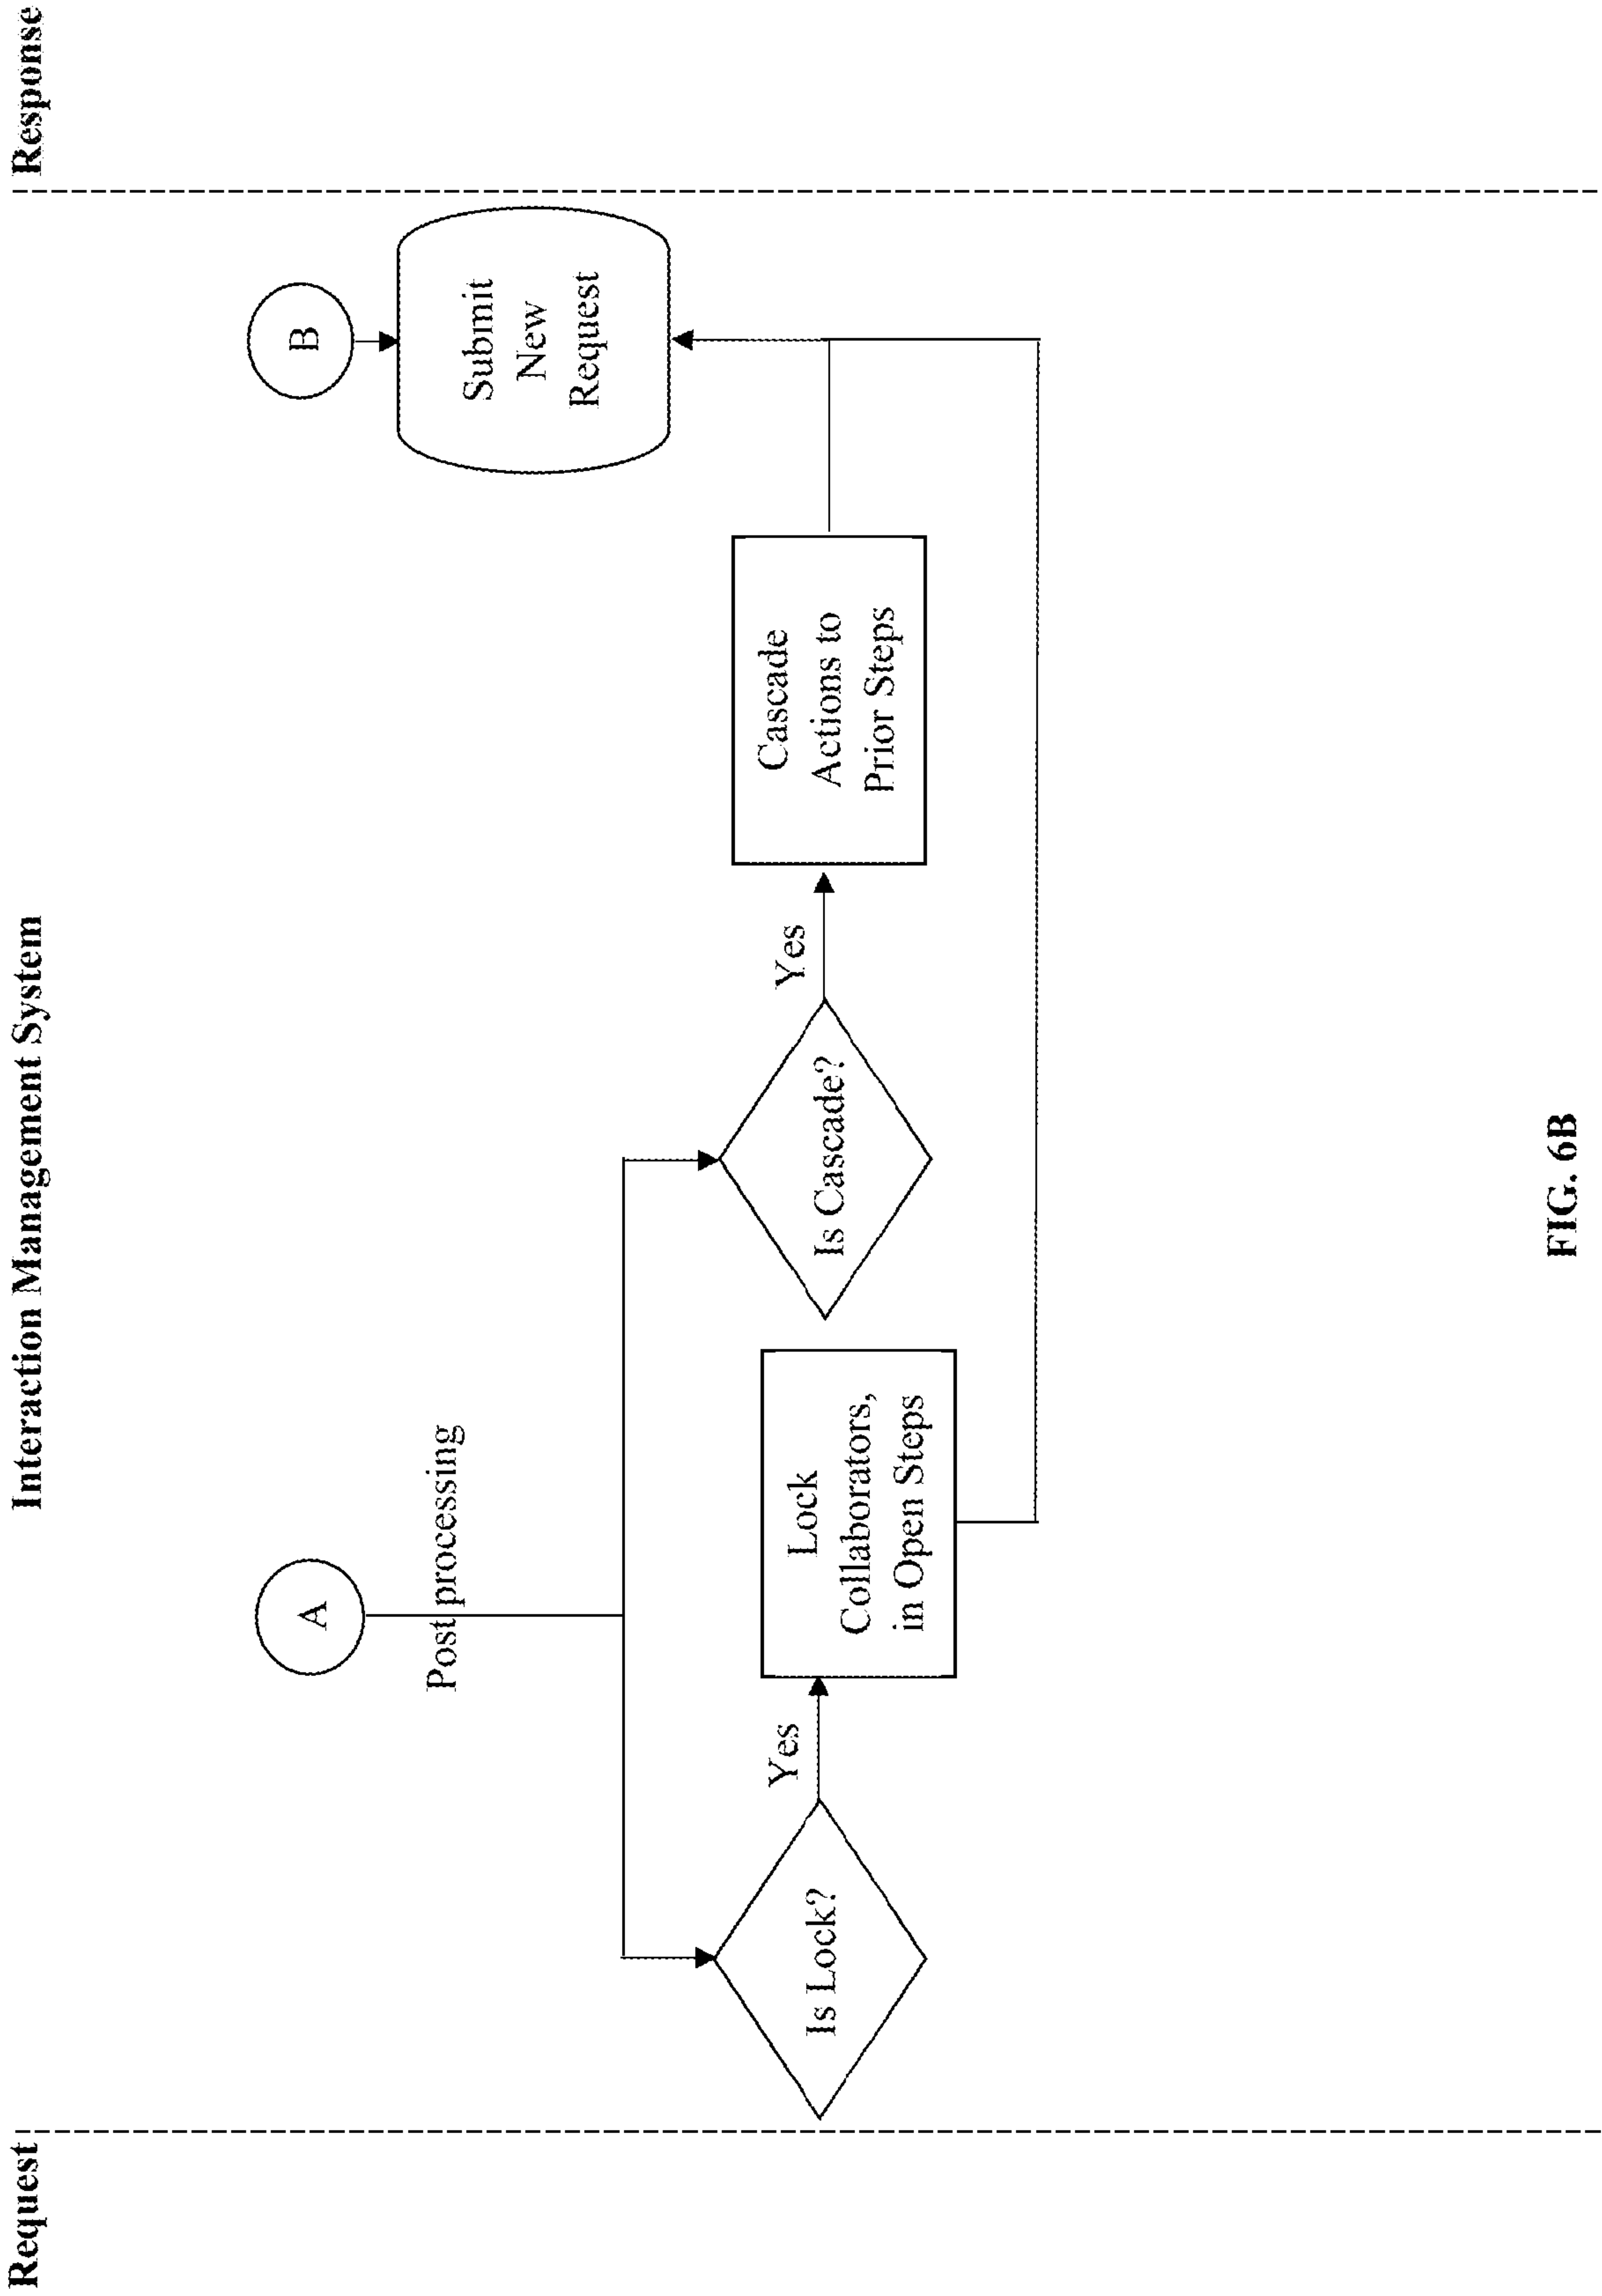 Request
Interaction Management System
Response
A
B
Post processing
Submit
New
Request
Is Lock?
Yes
Lock
Collaborators,
in Open Steps
Is Cascade?
Yes
Cascade
Actions to
Prior Steps
FIG. 6B